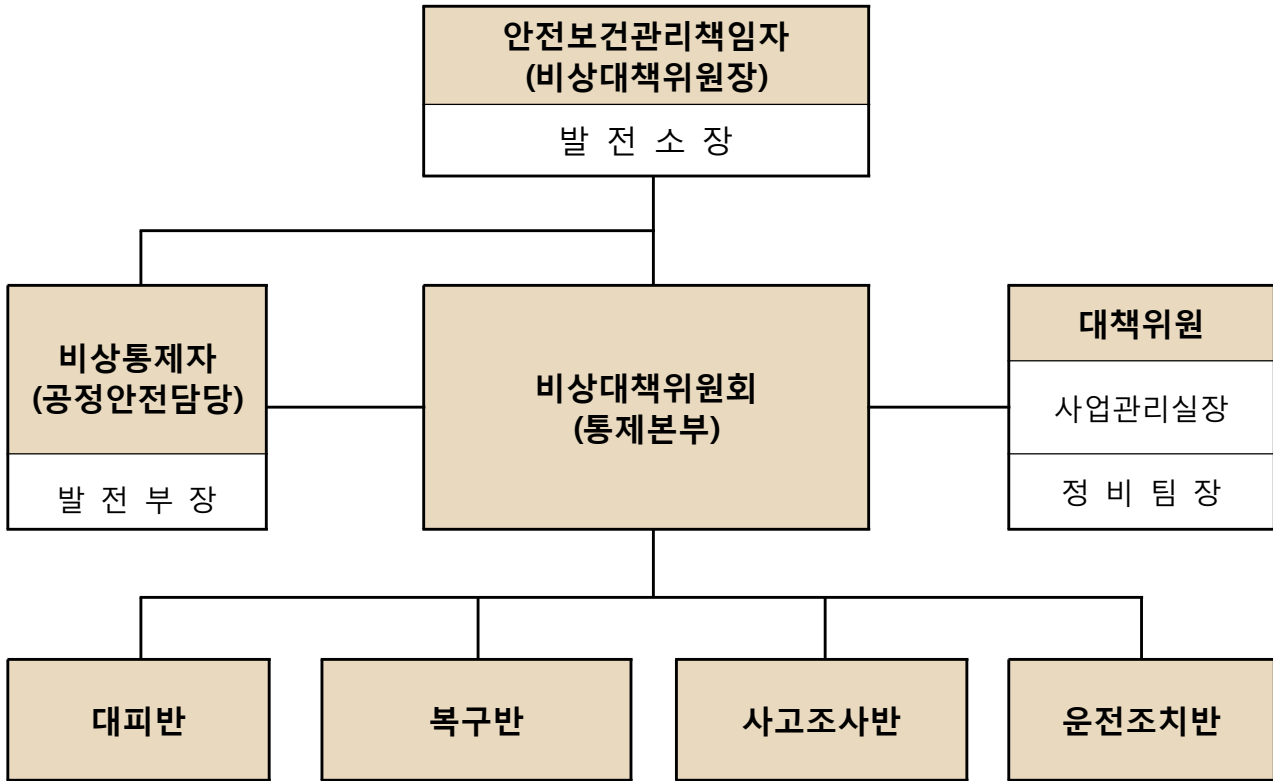 안전보건관리책임자
(비상대책위원장)
발 전 소 장
비상통제자
(공정안전담당)
발 전 부 장
비상대책위원회
(통제본부)
대책위원
사업관리실장
정 비 팀 장
대피반
복구반
사고조사반
운전조치반